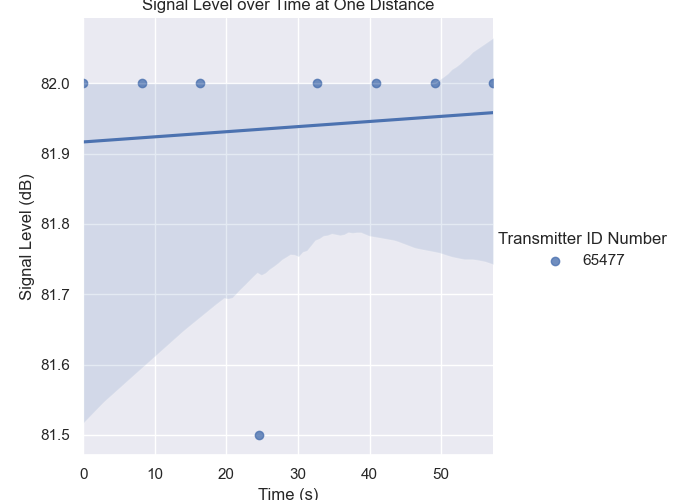 Signal Level over Time at One Distance
82.0
81.9
81.8
81.7
81.6
81.5
Signal Level (dB)
0 10 20 30 40 50
Time (s)
Transmitter ID Number
65477